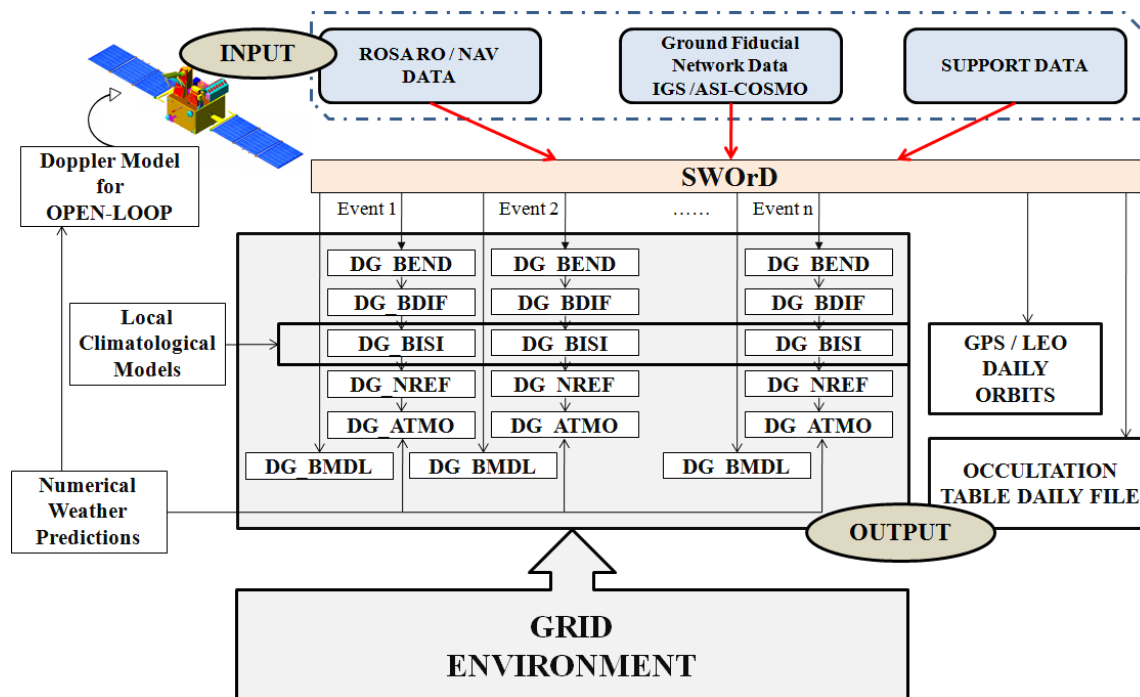 INPUT
ROSA RO / NAV
DATA
Ground Fiducial
Network Data
IGS /ASI-COSMO
SUPPORT DATA
Doppler Model
for
OPEN-LOOP
SWOrD
Event 1
Event 2
......
Event n
DG_BEND
DG_BEND
DG_BEND
DG_BDIF
DG_BDIF
DG_BDIF
Local
Climatological
Models
DG_BISI
DG_BISI
DG_BISI
DG_NREF
DG_NREF
DG_NREF
DG_ATMO
DG_ATMO
DG_ATMO
DG_BMDL
DG_BMDL
DG_BMDL
GPS / LEO
DAILY
ORBITS
Numerical
Weather
Predictions
OCCULTATION
TABLE DAILY FILE
OUTPUT
GRID
ENVIRONMENT